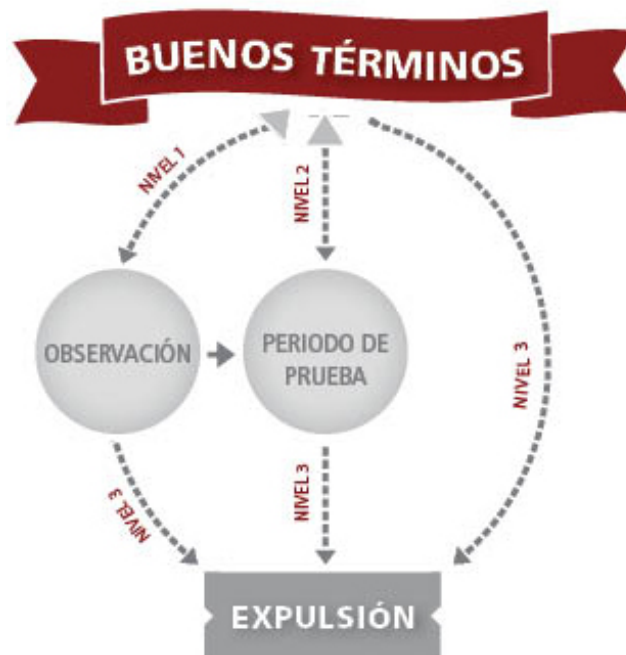 BUENOS TÉRMINOS
NIVEL 1
NIVEL 2
NIVEL 3
OBSERVACIÓN
PERIODO DE
PRUEBA
NIVEL 3
NIVEL 3
EXPULSIÓN